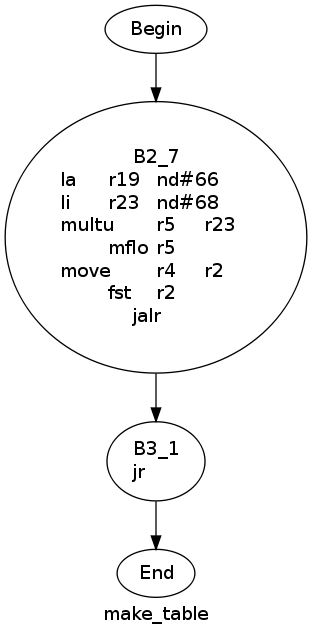 Begin
B2_7
la r19 nd#66
li r23 nd#68
multu r5 r23
mflo r5
move r4 r2
fst r2
jalr
B3_1
jr
End
make_table